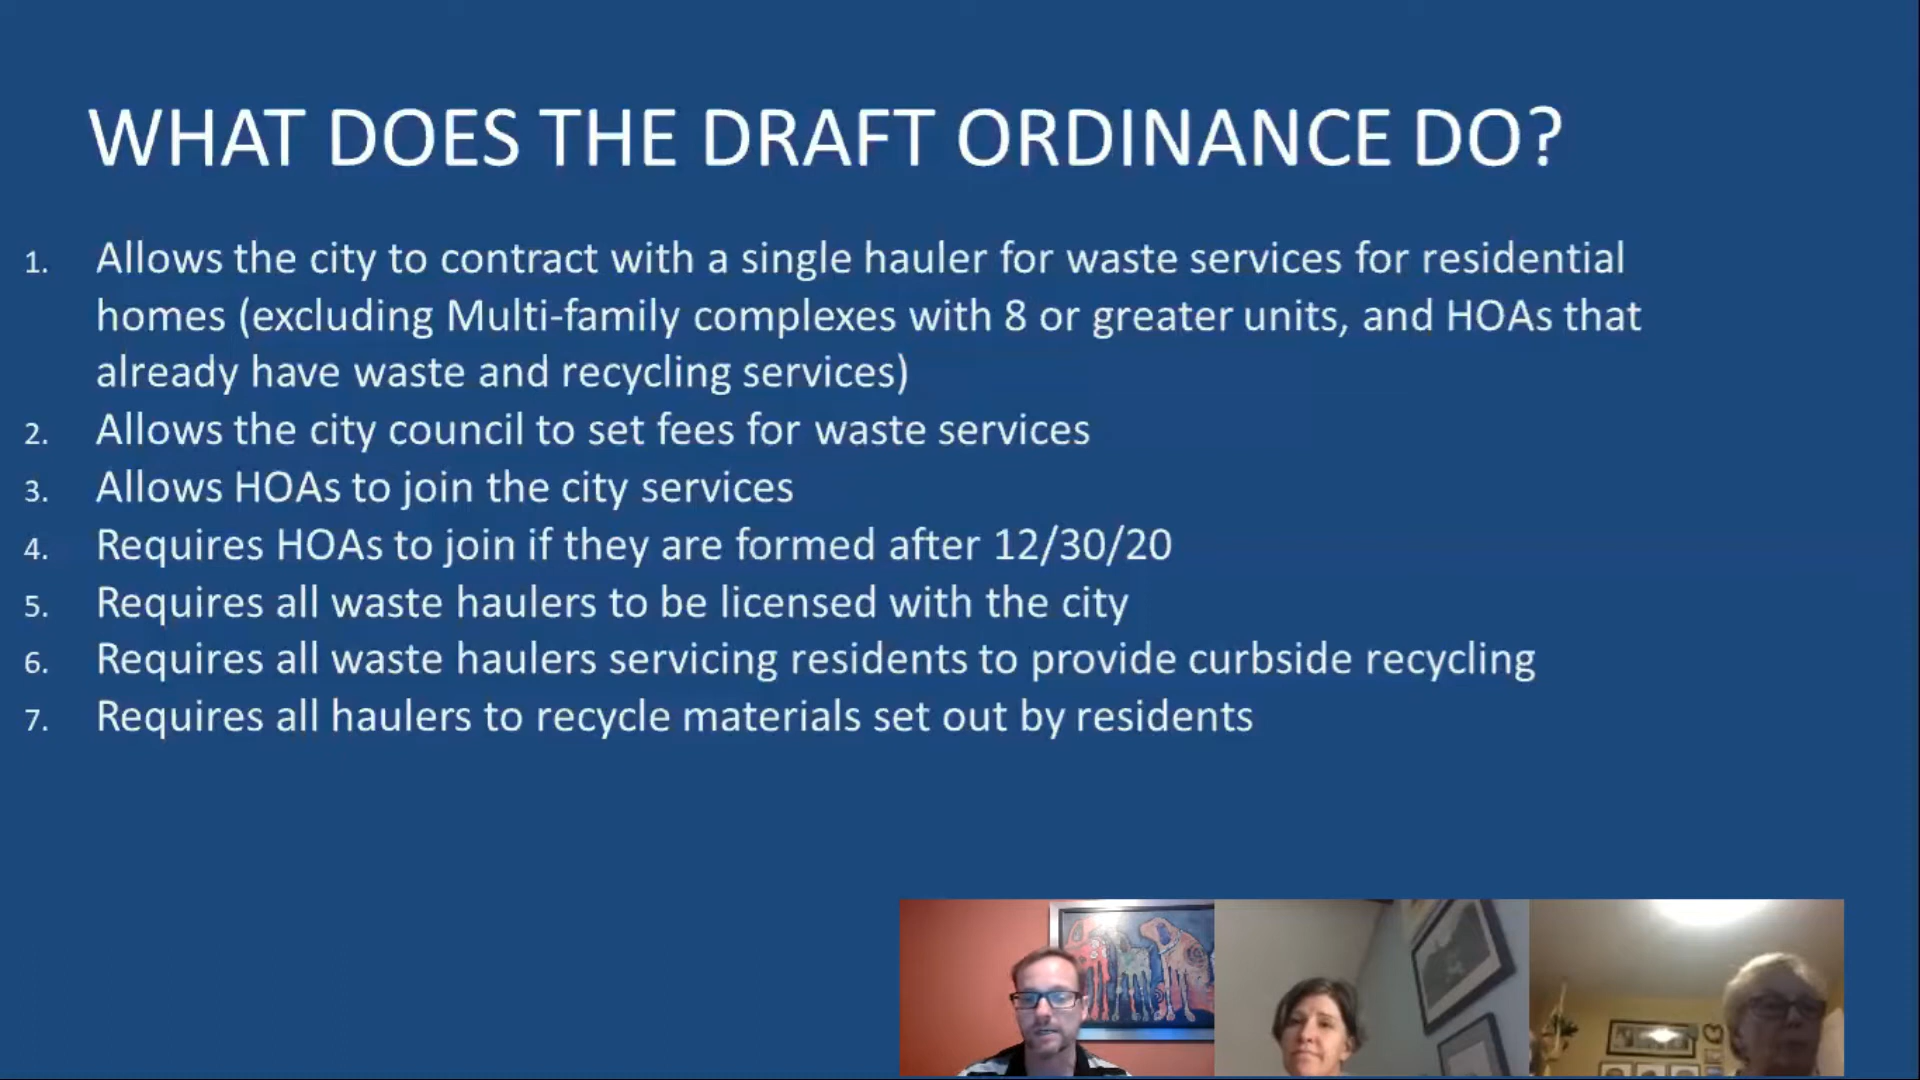 WHAT DOES THE DRAFT ORDINANCE DO?
1. Allows the city to contract with a single hauler for waste services for residential
homes (excluding Multi-family complexes with 8 or greater units, and HOAs that
already have waste and recycling services)
2. Allows the city council to set fees for waste services
3. Allows HOAs to join the city services
4. Requires HOAs to join if they are formed after 12/30/20
5. Requires all waste haulers to be licensed with the city
6. Requires all waste haulers servicing residents to provide curbside recycling
7. Requires all haulers to recycle materials set out by residents